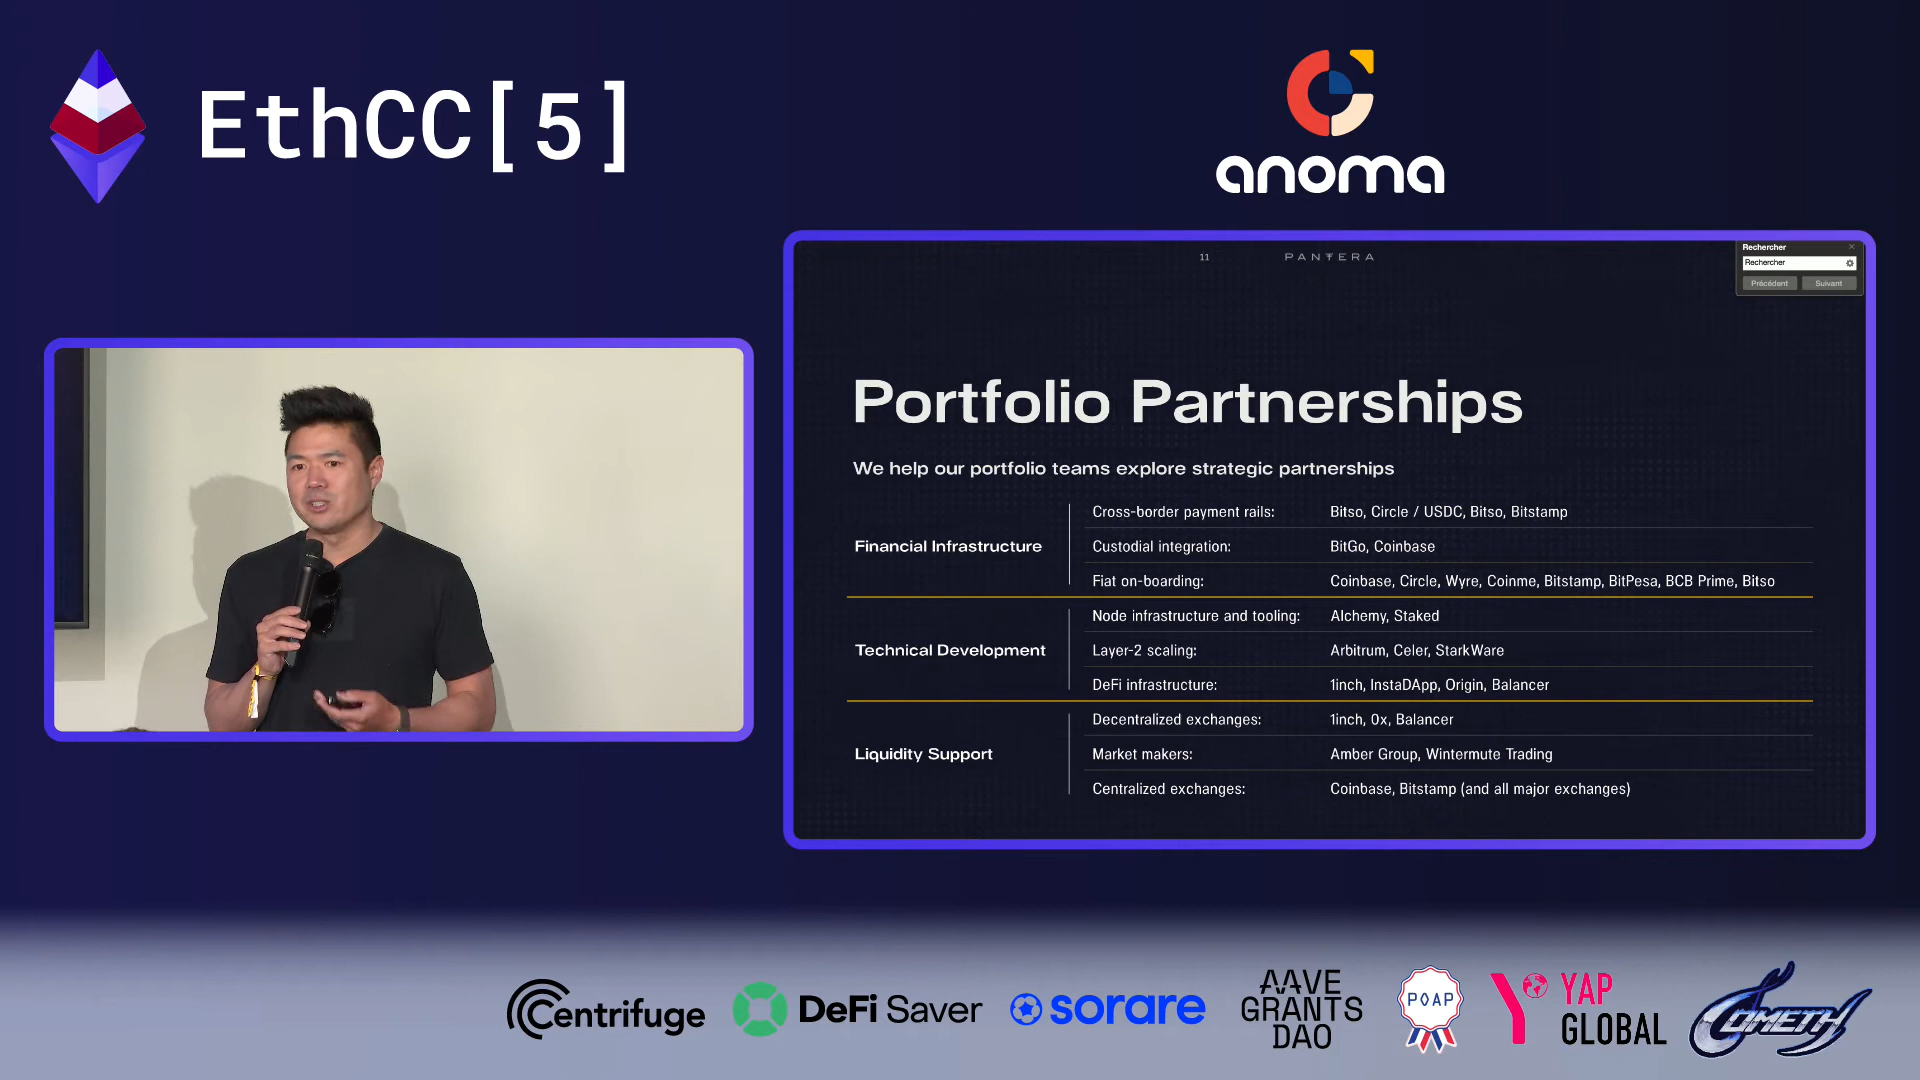 EthCC[5]
anoma
11 PANTERA
Rechercher
Rechercher
Précédent Suivant
Portfolio Partnerships
We help our portfolio teams explore strategic partnerships
Financial Infrastructure
Cross-border payment rails: Bitso, Circle / USDC, Bitso, Bitstamp
Custodial integration: BitGo, Coinbase
Fiat on-boarding: Coinbase, Circle, Wyre, Coinme, Bitstamp, BitPesa, BCB Prime, Bitso
Technical Development
Node infrastructure and tooling: Alchemy, Staked
Layer-2 scaling: Arbitrum, Celer, StarkWare
DeFi infrastructure: 1inch, InstaDApp, Origin, Balancer
Liquidity Support
Decentralized exchanges: 1inch, 0x, Balancer
Market makers: Amber Group, Wintermute Trading
Centralized exchanges: Coinbase, Bitstamp (and all major exchanges)
Centrifuge
DeFi Saver
sorare
AAVE
GRANTS
DAO
POAP
YAP
GLOBAL
COMETH